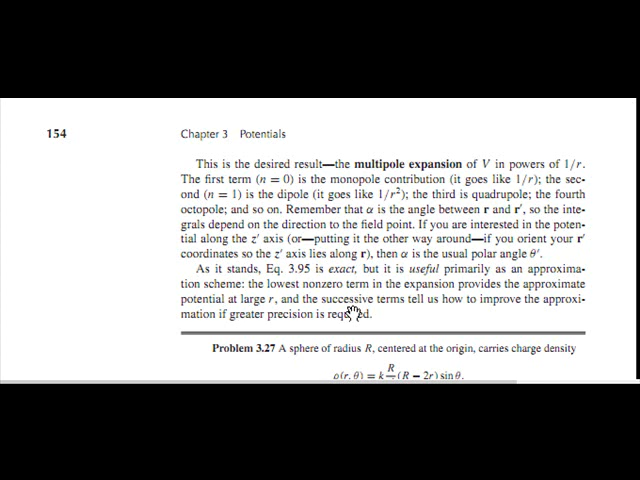 154
Chapter 3 Potentials
This is the desired result—the multipole expansion of V in powers of 1/r.
The first term (n = 0) is the monopole contribution (it goes like 1/r); the sec-
ond (n = 1) is the dipole (it goes like 1/r²); the third is quadrupole; the fourth
octopole; and so on. Remember that α is the angle between r and r′, so the inte-
grals depend on the direction to the field point. If you are interested in the poten-
tial along the z′ axis (or—putting it the other way around—if you orient your r′
coordinates so the z′ axis lies along r), then α is the usual polar angle θ′.
As it stands, Eq. 3.95 is exact, but it is useful primarily as an approxima-
tion scheme: the lowest nonzero term in the expansion provides the approximate
potential at large r, and the successive terms tell us how to improve the approxi-
mation if greater precision is required.
Problem 3.27 A sphere of radius R, centered at the origin, carries charge density
ρ(r, θ) = k R/ (R − 2r) sin θ,